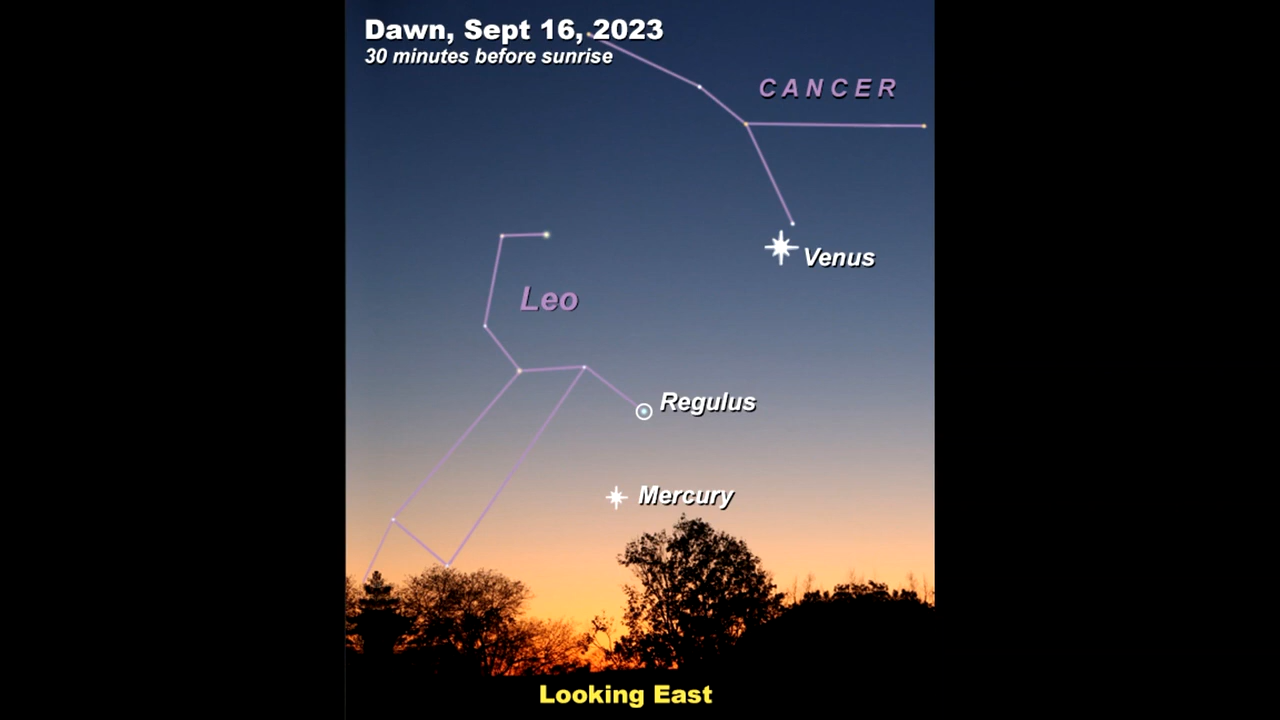 Dawn, Sept 16, 2023
30 minutes before sunrise
CANCER
Venus
Leo
Regulus
Mercury
Looking East